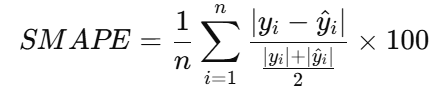 SMAPE = \frac{1}{n} \sum_{i=1}^{n} \frac{|y_i - \hat{y}_i|}{\frac{|y_i|+|\hat{y}_i|}{2}} \times 100